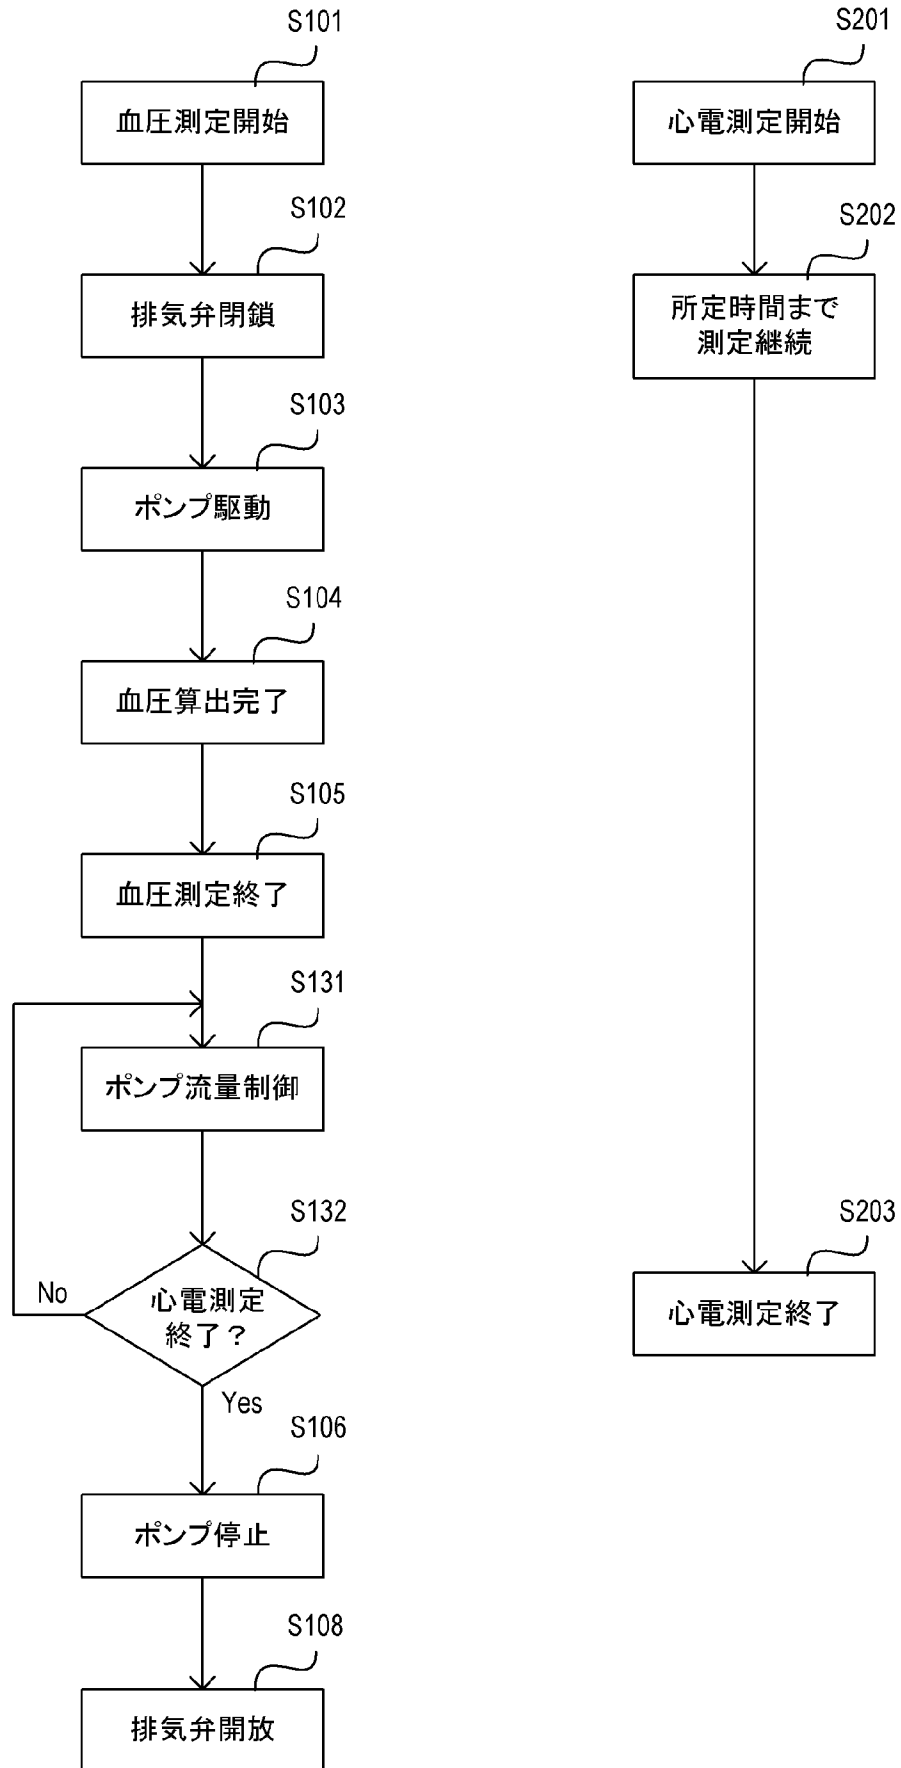 S101
血圧測定開始
S102
排気弁閉鎖
S103
ポンプ駆動
S104
血圧算出完了
S105
血圧測定終了
S131
ポンプ流量制御
S132
心電測定
終了？
No
Yes
S106
ポンプ停止
S108
排気弁開放
S201
心電測定開始
S202
所定時間まで
測定継続
S203
心電測定終了